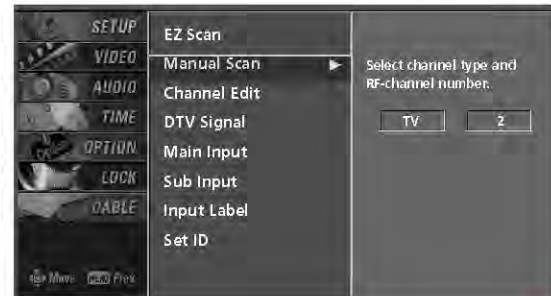 SETUP
VIDEO
AUDIO
TIME
OPTION
LOCK
CABLE
Move MENU Prev
EZ Scan
Manual Scan
Channel Edit
DTV Signal
Main Input
Sub Input
Input Label
Set ID
Select channel type and
RF-channel number.
TV 2